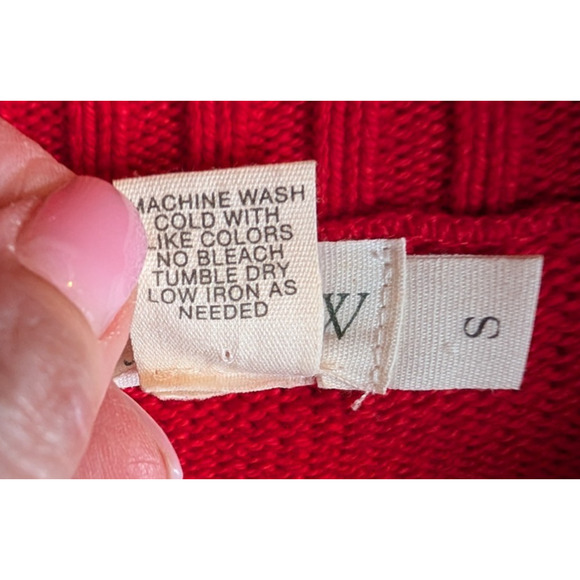 MACHINE WASH
COLD WITH
LIKE COLORS
NO BLEACH
TUMBLE DRY
LOW IRON AS
NEEDED
W
S